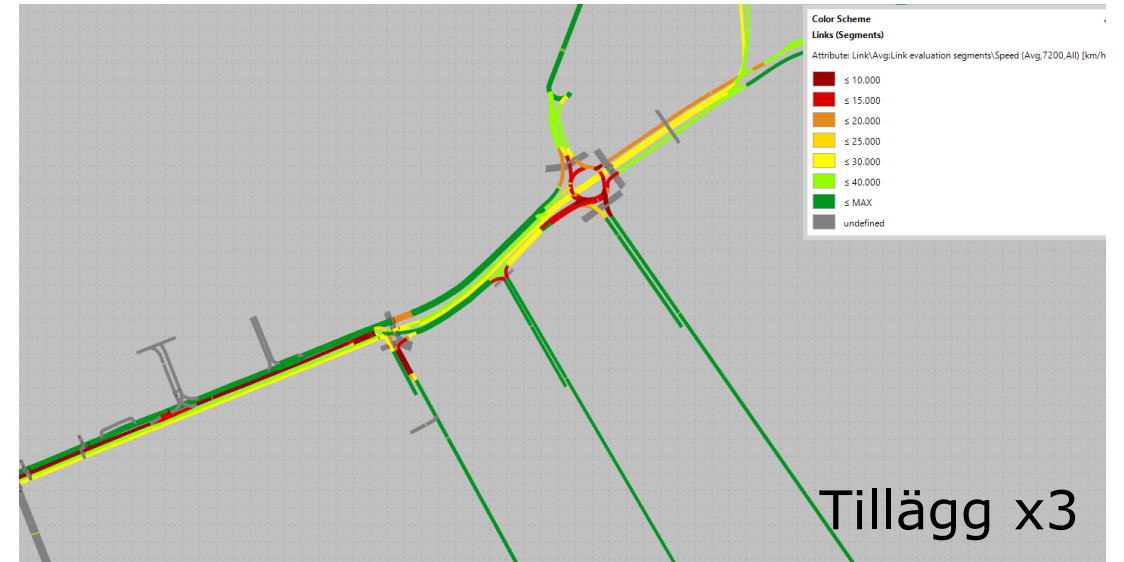 Color Scheme
Links (Segments)
Attribute: Link\Avg:Link evaluation segments\Speed (Avg,7200,All) [km/h
≤ 10.000
≤ 15.000
≤ 20.000
≤ 25.000
≤ 30.000
≤ 40.000
≤ MAX
undefined
Tillägg x3